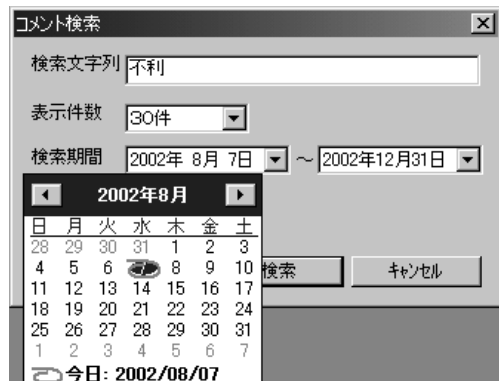 コメント検索
検索文字列 不利
表示件数 30件
検索期間 2002年 8月 7日 ～ 2002年12月31日
2002年8月
日 月 火 水 木 金 土
28 29 30 31 1 2 3
4 5 6 7 8 9 10
11 12 13 14 15 16 17
18 19 20 21 22 23 24
25 26 27 28 29 30 31
1 2 3 4 5 6 7
今日: 2002/08/07
検索 キャンセル